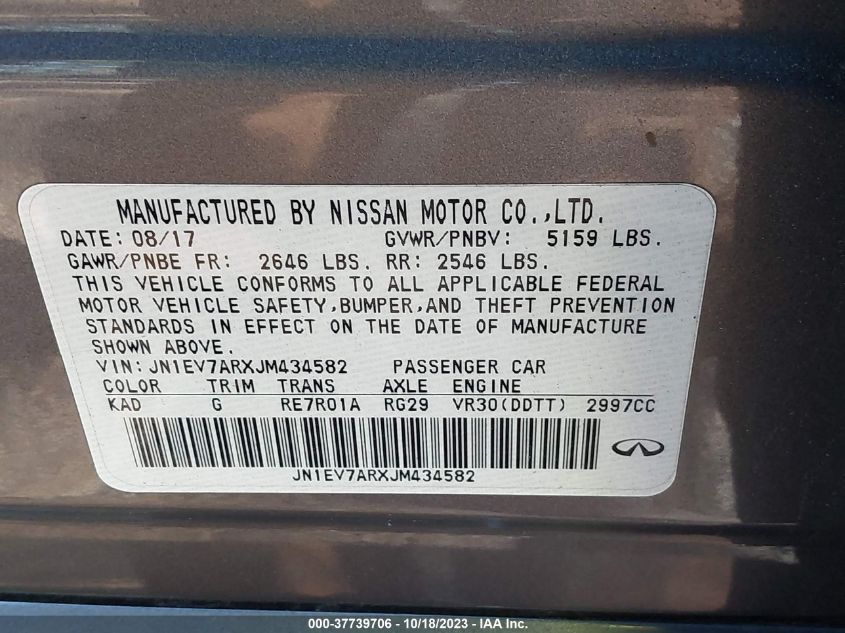 MANUFACTURED BY NISSAN MOTOR CO.,LTD.
DATE: 08/17 GVWR/PNBV: 5159 LBS.
GAWR/PNBE FR: 2646 LBS. RR: 2546 LBS.
THIS VEHICLE CONFORMS TO ALL APPLICABLE FEDERAL
MOTOR VEHICLE SAFETY,BUMPER,AND THEFT PREVENTION
STANDARDS IN EFFECT ON THE DATE OF MANUFACTURE
SHOWN ABOVE.
VIN:JN1EV7ARXJM434582 PASSENGER CAR
COLOR TRIM TRANS AXLE ENGINE
KAD G RE7R01A RG29 VR30(DDTT) 2997CC
JN1EV7ARXJM434582
000-37739706 - 10/18/2023 - IAA Inc.